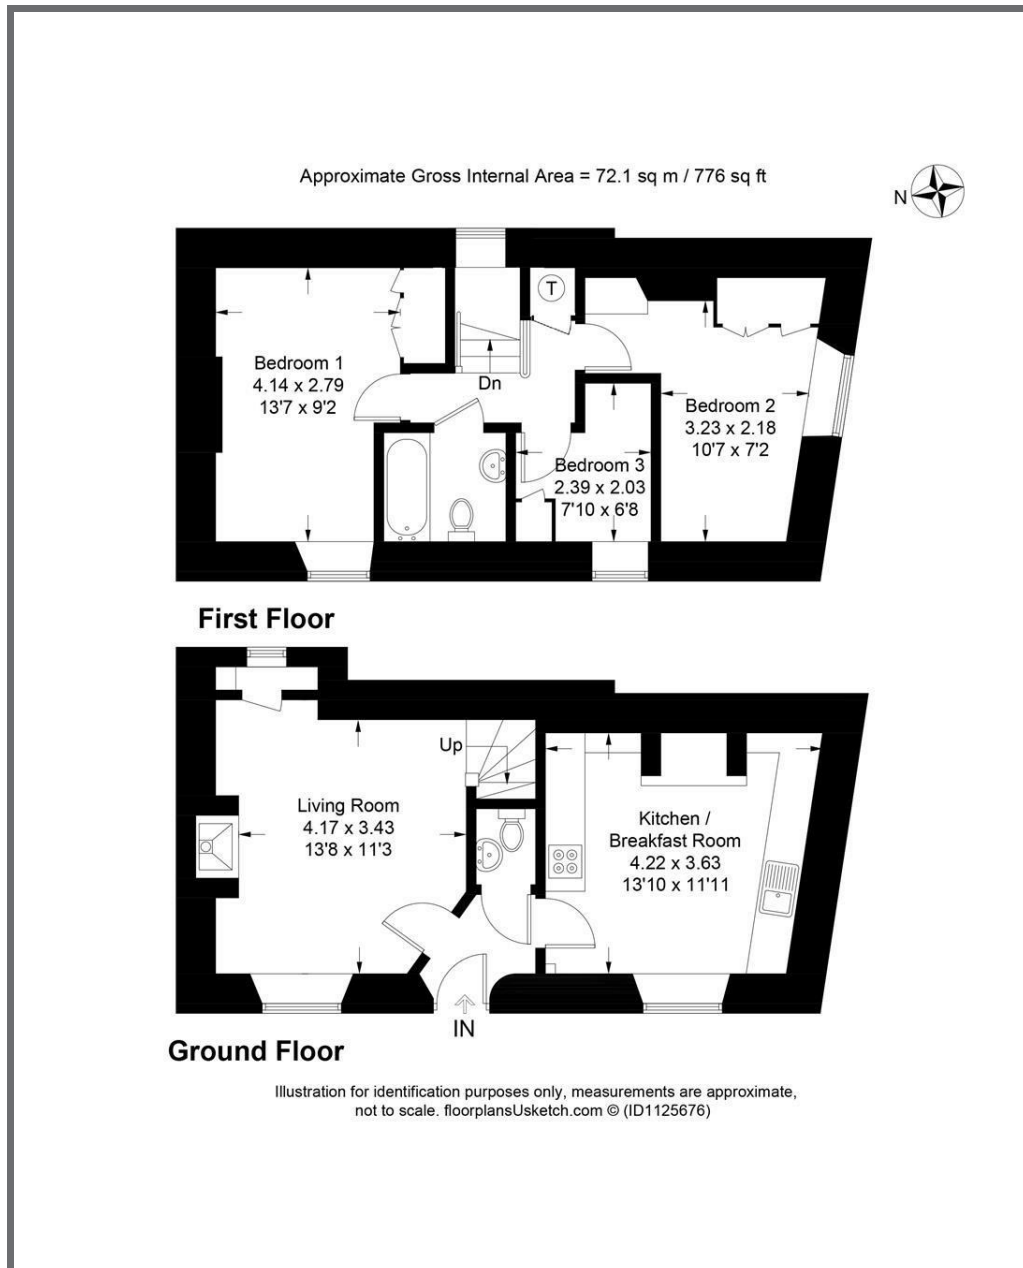 Approximate Gross Internal Area = 72.1 sq m / 776 sq ft
N
T
Bedroom 1
4.14 x 2.79
13'7 x 9'2
Dn
Bedroom 2
3.23 x 2.18
10'7 x 7'2
Bedroom 3
2.39 x 2.03
7'10 x 6'8
First Floor
Up
Living Room
4.17 x 3.43
13'8 x 11'3
Kitchen /
Breakfast Room
4.22 x 3.63
13'10 x 11'11
IN
Ground Floor
Illustration for identification purposes only, measurements are approximate,
not to scale. floorplansUsketch.com © (ID1125676)